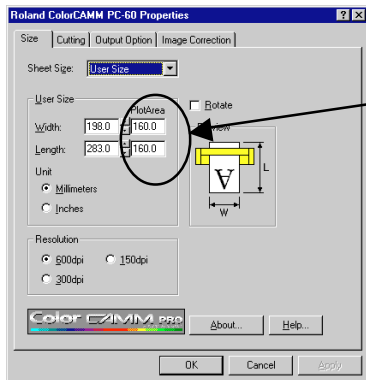 Roland ColorCAMM PC-60 Properties
Size Cutting Output Option Image Correction
Sheet Size: User Size
User Size
PlotArea
Rotate
Width: 198.0 160.0
Length: 283.0 160.0
Unit
Millimeters
Inches
A
L
W
Resolution
600dpi 150dpi
300dpi
Color CAMM PRO
About... Help...
OK Cancel Apply